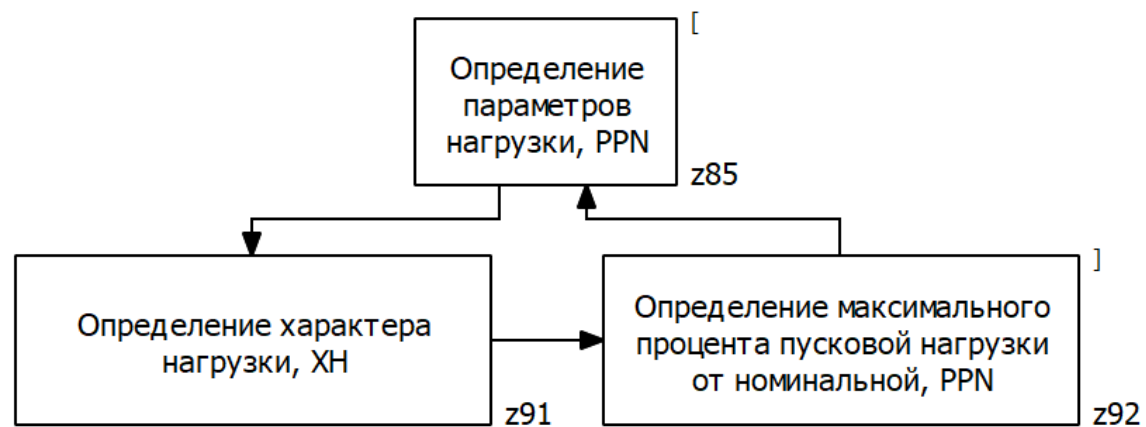 [
Определение
параметров
нагрузки, PPN
z85
Определение характера
нагрузки, ХН
z91
]
Определение максимального
процента пусковой нагрузки
от номинальной, PPN
z92